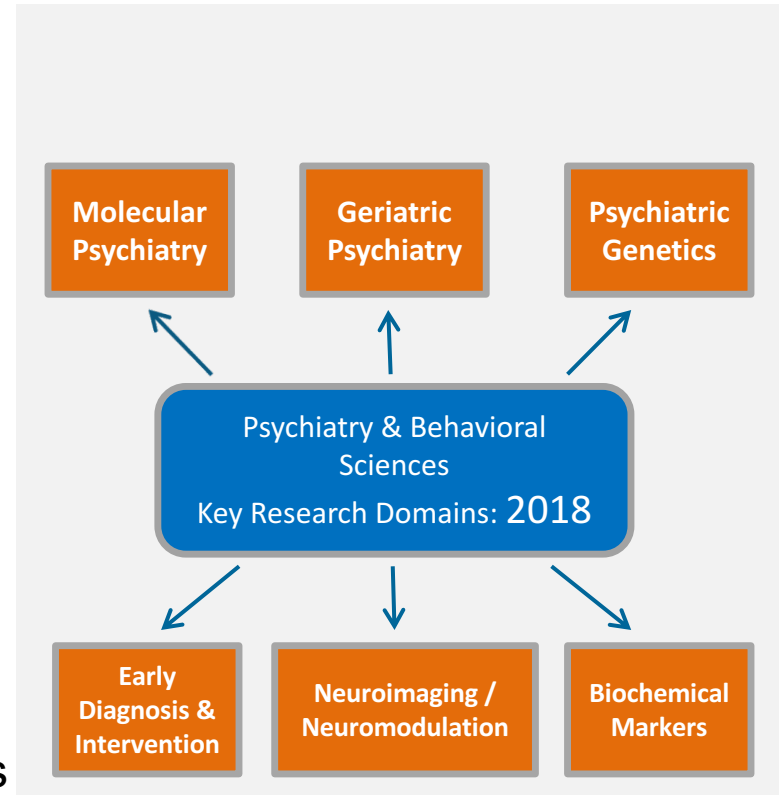 Molecular
Psychiatry
Geriatric
Psychiatry
Psychiatric
Genetics
Psychiatry & Behavioral
Sciences
Key Research Domains: 2018
Early
Diagnosis &
Intervention
Neuroimaging /
Neuromodulation
Biochemical
Markers
s